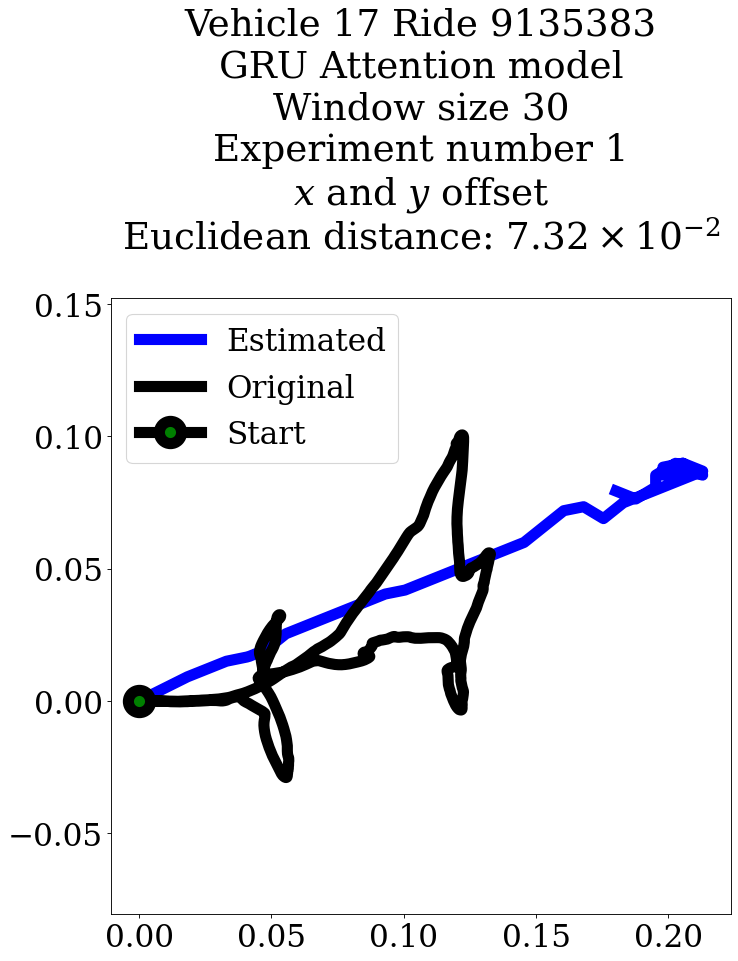 Vehicle 17 Ride 9135383
GRU Attention model
Window size 30
Experiment number 1
x and y offset
Euclidean distance: 7.32 × 10⁻²
Estimated
Original
Start
0.15
0.10
0.05
0.00
−0.05
0.00 0.05 0.10 0.15 0.20